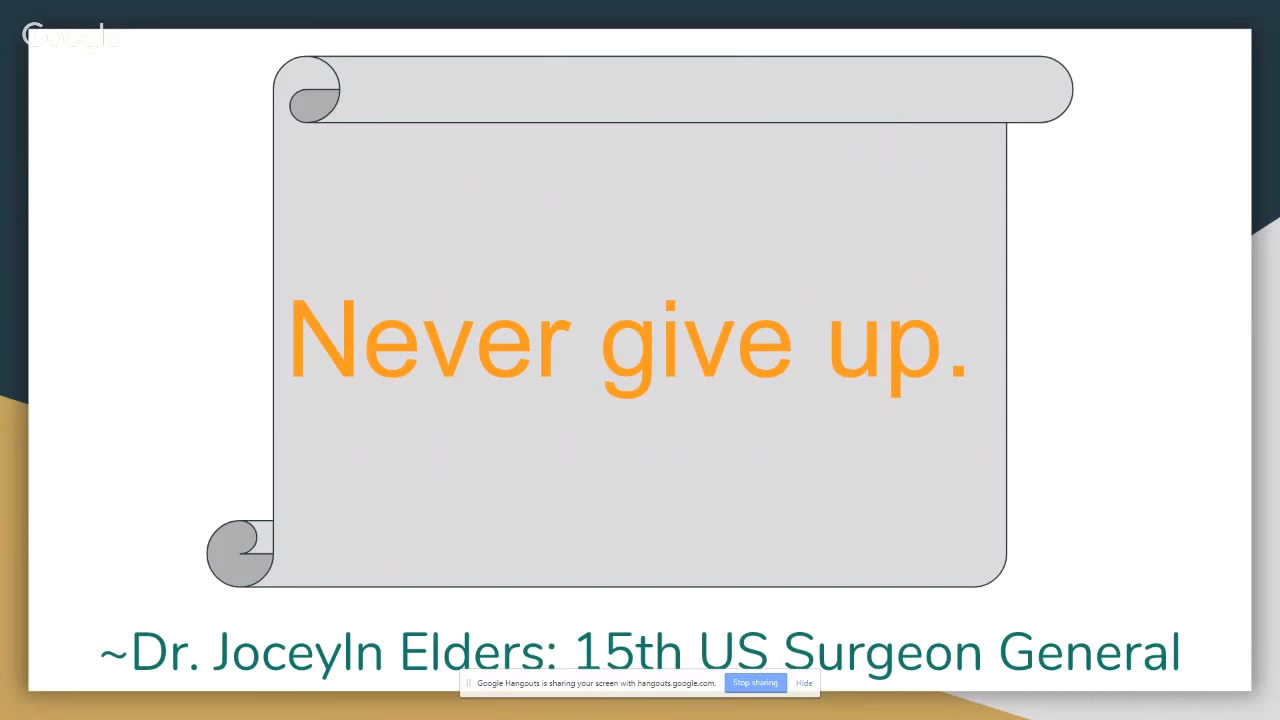 Google
Never give up.
~Dr. Joceyln Elders: 15th US Surgeon General
Google Hangouts is sharing your screen with hangouts.google.com.
Stop sharing
Hide